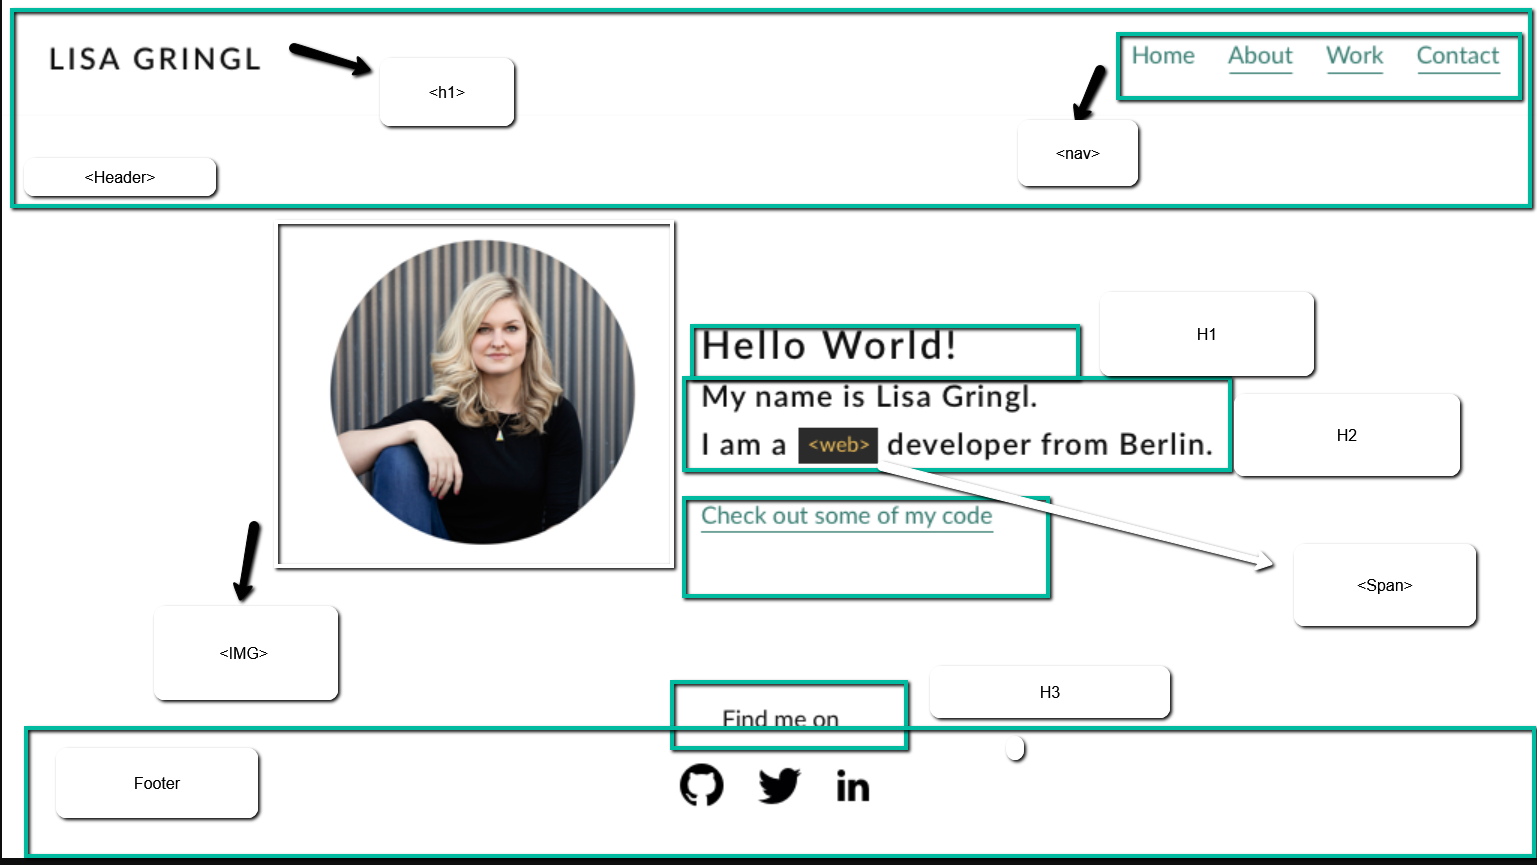 LISA GRINGL
<h1>
Home About Work Contact
<nav>
<Header>
Hello World!
H1
My name is Lisa Gringl.
I am a <web> developer from Berlin.
H2
Check out some of my code
<Span>
<IMG>
Find me on
H3
Footer
in